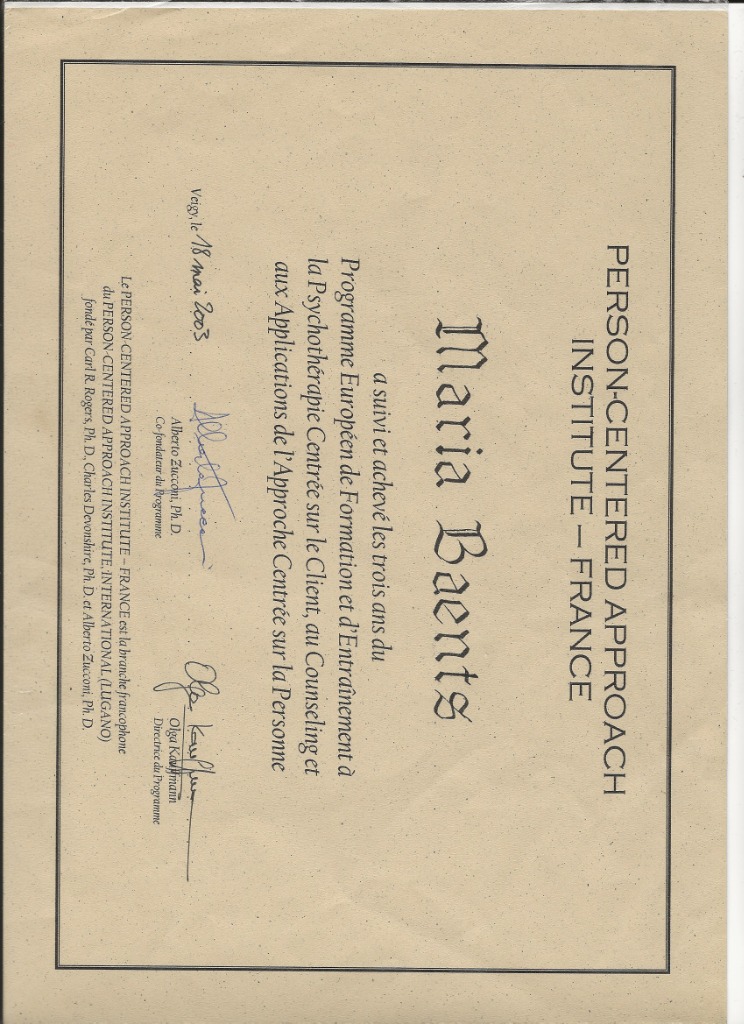 PERSON-CENTERED APPROACH
INSTITUTE – FRANCE
Maria Baents
a suivi et achevé les trois ans du
Programme Européen de Formation et d'Entraînement à
la Psychothérapie Centrée sur le Client, au Counseling et
aux Applications de l'Approche Centrée sur la Personne
Veigy, le 18 mai 2003
Alberto Zucconi, Ph. D.
Co-fondateur du Programme
Olga Kauffmann
Olga Kauffmann
Directrice du Programme
Le PERSON-CENTERED APPROACH INSTITUTE – FRANCE est la branche francophone
du PERSON-CENTERED APPROACH INSTITUTE, INTERNATIONAL (LUGANO)
fondé par Carl R. Rogers, Ph. D., Charles Devonshire, Ph. D. et Alberto Zucconi, Ph. D.